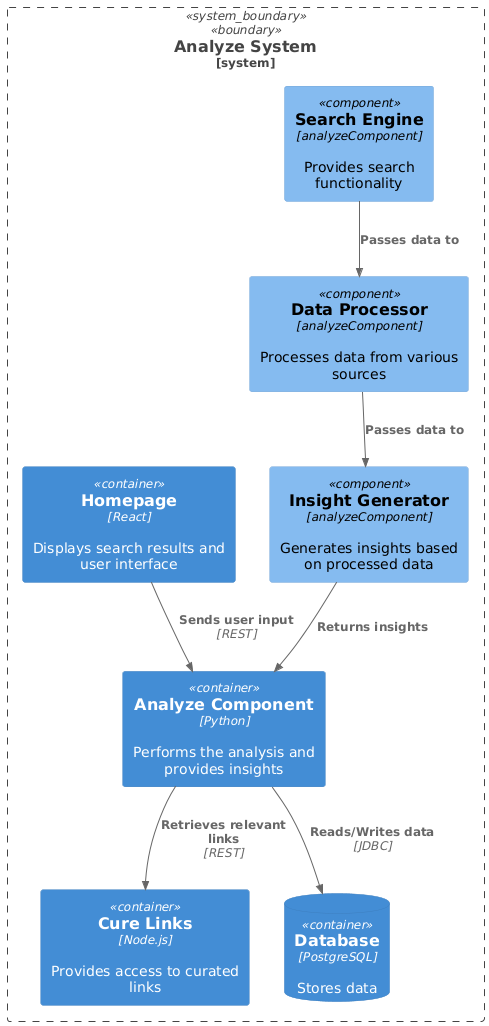 «system_boundary»
«boundary»
Analyze System
[system]
«component»
Search Engine
[analyzeComponent]
Provides search
functionality
Passes data to
«component»
Data Processor
[analyzeComponent]
Processes data from various
sources
Passes data to
«container»
Homepage
[React]
Displays search results and
user interface
«component»
Insight Generator
[analyzeComponent]
Generates insights based
on processed data
Sends user input
[REST]
Returns insights
«container»
Analyze Component
[Python]
Performs the analysis and
provides insights
Retrieves relevant
links
[REST]
Reads/Writes data
[JDBC]
«container»
Cure Links
[Node.js]
Provides access to curated
links
«container»
Database
[PostgreSQL]
Stores data